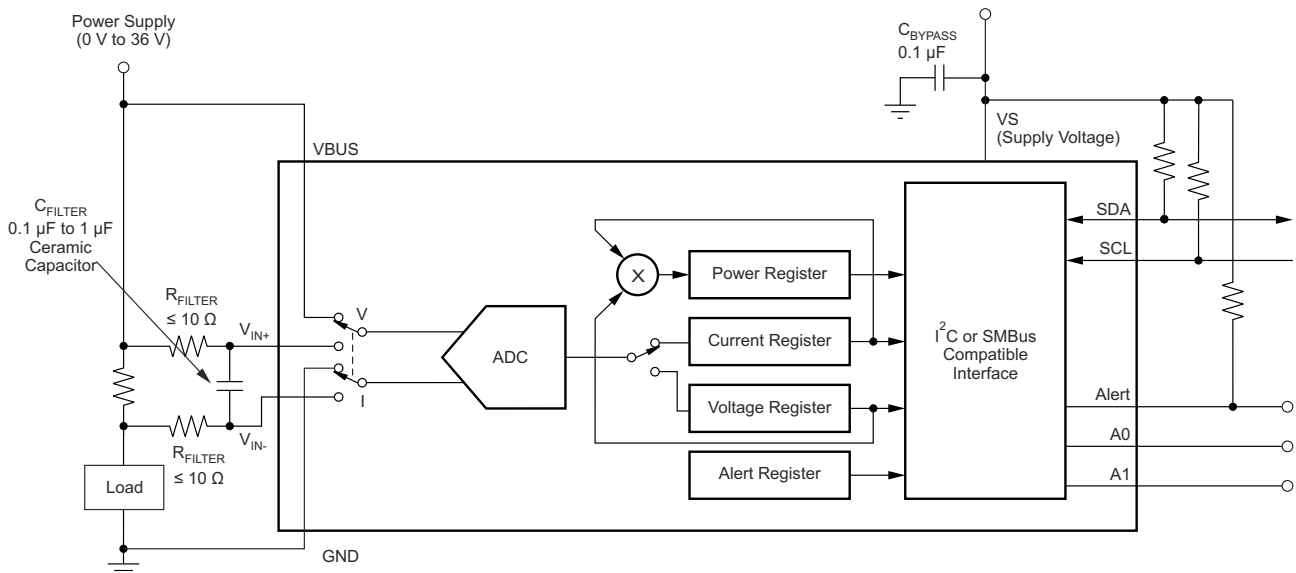 Power Supply
(0 V to 36 V)
C_BYPASS
0.1 µF
VS
(Supply Voltage)
VBUS
C_FILTER
0.1 µF to 1 µF
Ceramic
Capacitor
R_FILTER
≤ 10 Ω
V_IN+
V
ADC
X
Power Register
Current Register
Voltage Register
Alert Register
I²C or SMBus
Compatible
Interface
SDA
SCL
Alert
A0
A1
I
V_IN-
R_FILTER
≤ 10 Ω
Load
GND